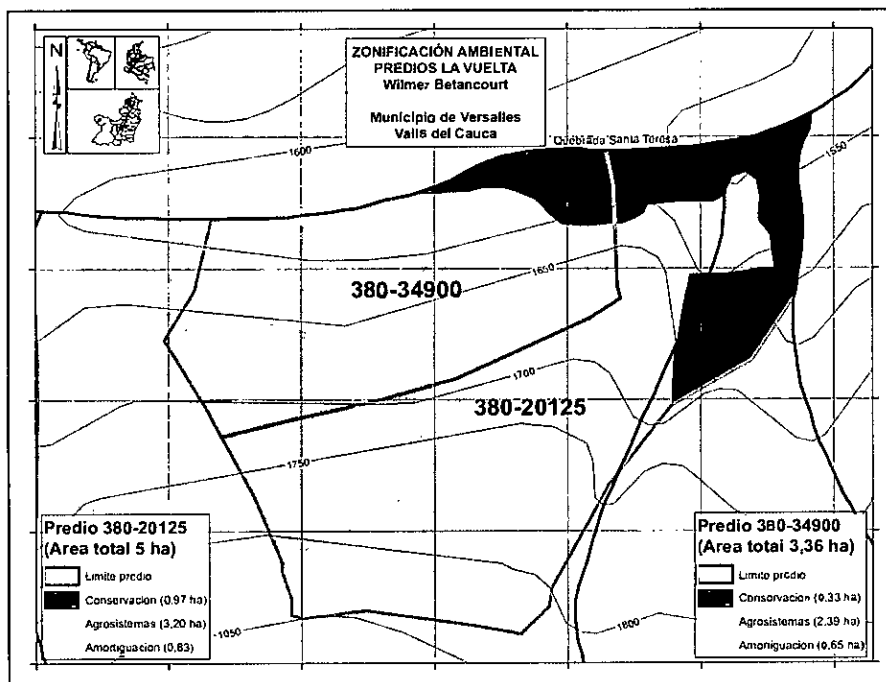 N
ZONIFICACIÓN AMBIENTAL
PREDIOS LA VUELTA
Wilmer Betancourt
Municipio de Versalles
Valls del Cauca
Quebrada Santa Teresa
1600
1550
1650
380-34900
1700
380-20125
1750
Predio 380-20125
(Area total 5 ha)
Limite predio
Conservacion (0,97 ha)
Agrosistemas (3,20 ha)
Amortiguacion (0,83)
1050
1800
Predio 380-34900
(Area total 3,36 ha)
Limite predio
Conservacion (0,33 ha)
Agrosistemas (2,39 ha)
Amortiguacion (0,65 ha)